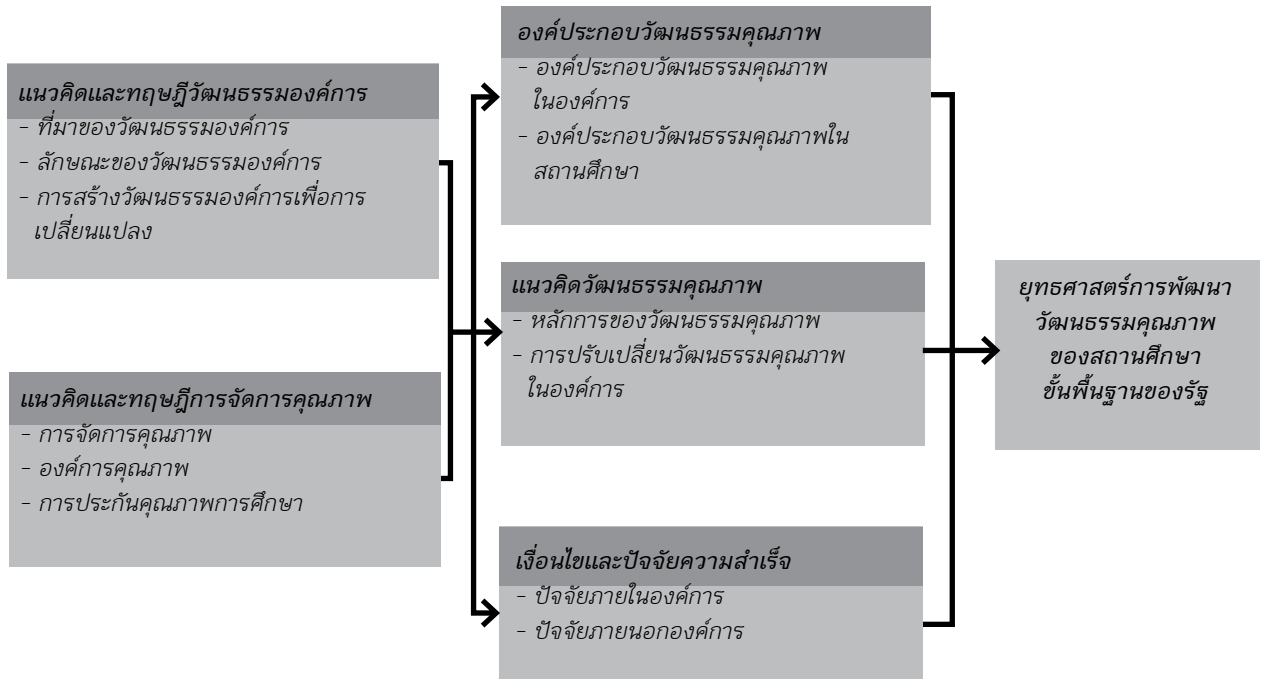 แนวคิดและทฤษฎีวัฒนธรรมองค์การ
- ที่มาของวัฒนธรรมองค์การ
- ลักษณะของวัฒนธรรมองค์การ
- การสร้างวัฒนธรรมองค์การเพื่อการ
เปลี่ยนแปลง
แนวคิดและทฤษฎีการจัดการคุณภาพ
- การจัดการคุณภาพ
- องค์การคุณภาพ
- การประกันคุณภาพการศึกษา
องค์ประกอบวัฒนธรรมคุณภาพ
- องค์ประกอบวัฒนธรรมคุณภาพ
ในองค์การ
- องค์ประกอบวัฒนธรรมคุณภาพใน
สถานศึกษา
แนวคิดวัฒนธรรมคุณภาพ
- หลักการของวัฒนธรรมคุณภาพ
- การปรับเปลี่ยนวัฒนธรรมคุณภาพ
ในองค์การ
เงื่อนไขและปัจจัยความสำเร็จ
- ปัจจัยภายในองค์การ
- ปัจจัยภายนอกองค์การ
ยุทธศาสตร์การพัฒนา
วัฒนธรรมคุณภาพ
ของสถานศึกษา
ขั้นพื้นฐานของรัฐ